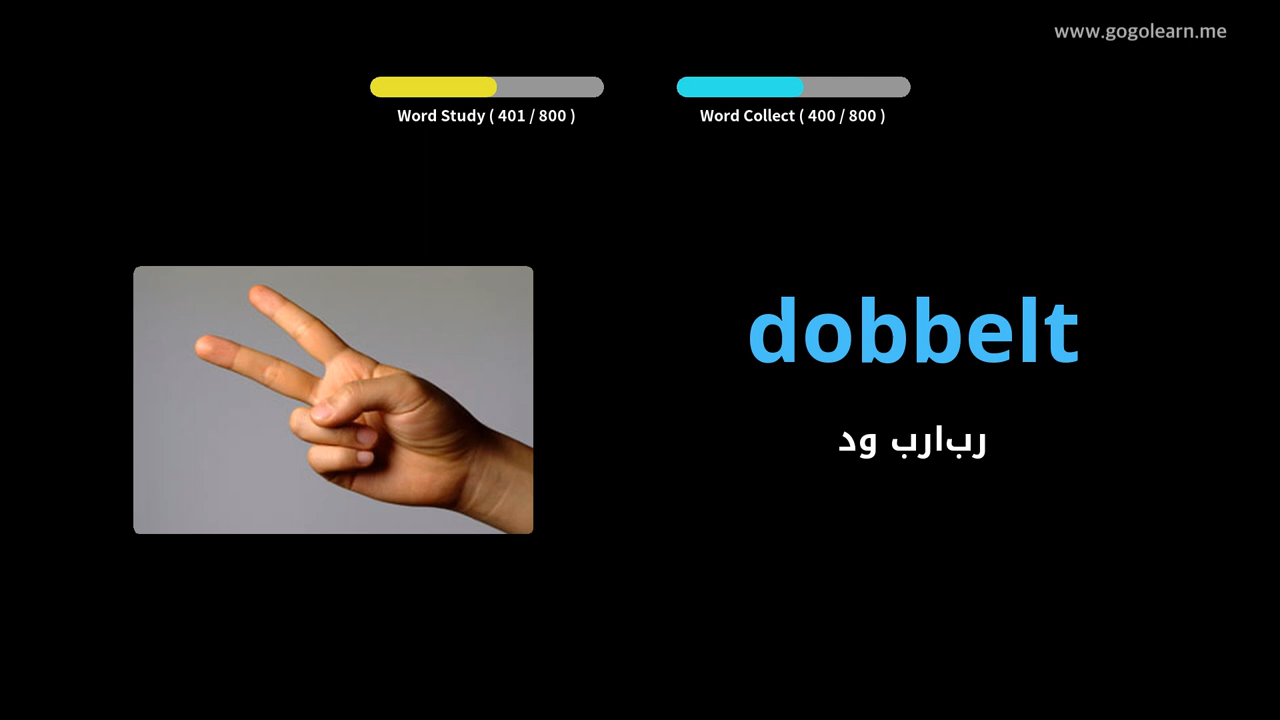 www.gogolearn.me
Word Study ( 401 / 800 )
Word Collect ( 400 / 800 )
dobbelt
ربارب ود